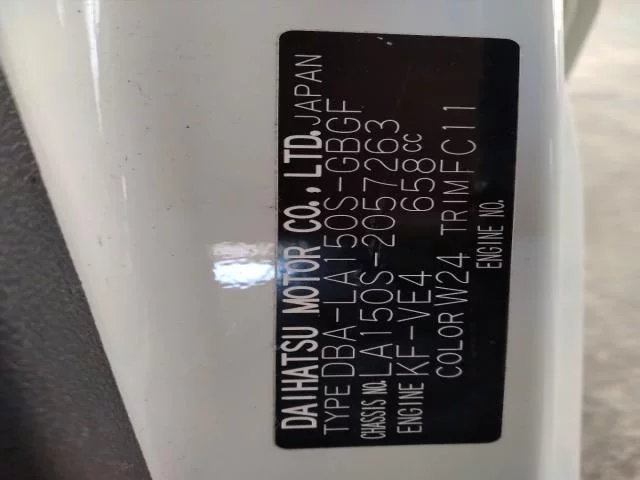 DAIHATSU MOTOR CO., LTD. JAPAN
TYPE DBA-LA150S-GBGF
CHASSIS NO. LA150S-2057263
ENGINE KF-VE4 658cc
COLOR W24 TRIM FC11
ENGINE NO.